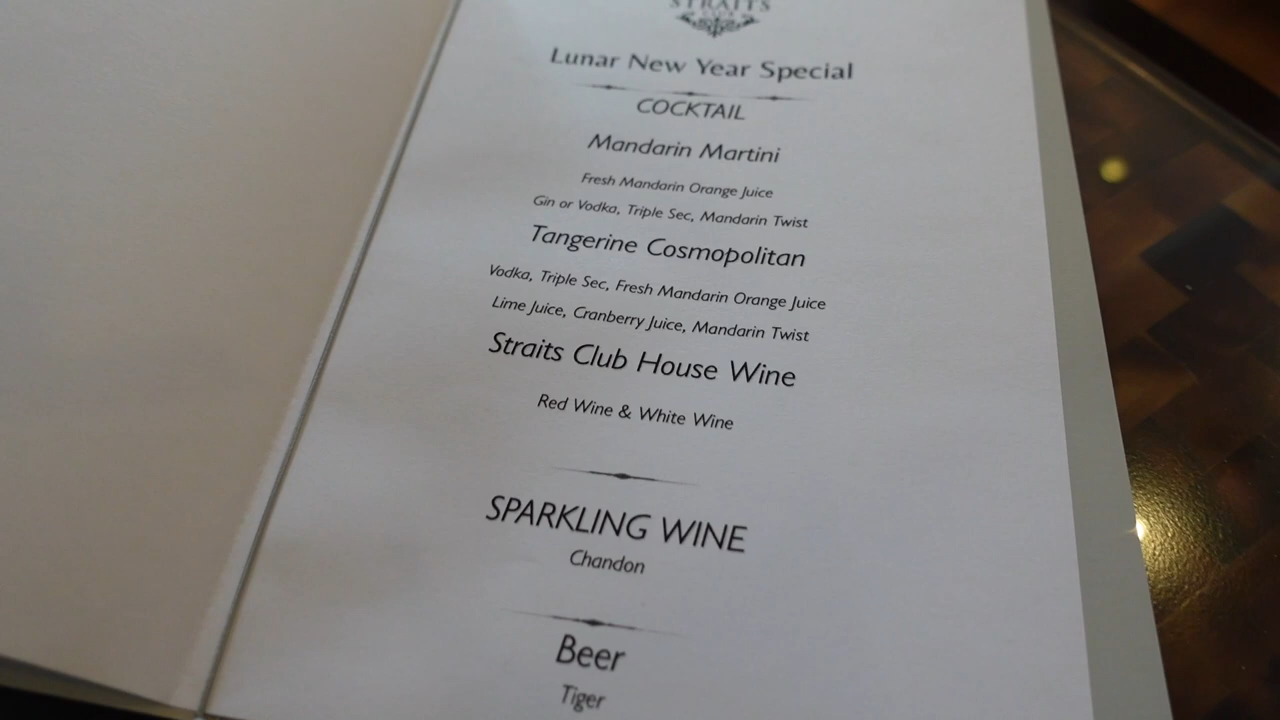 STRAITS
Lunar New Year Special
COCKTAIL
Mandarin Martini
Fresh Mandarin Orange Juice
Gin or Vodka, Triple Sec, Mandarin Twist
Tangerine Cosmopolitan
Vodka, Triple Sec, Fresh Mandarin Orange Juice
Lime Juice, Cranberry Juice, Mandarin Twist
Straits Club House Wine
Red Wine & White Wine
SPARKLING WINE
Chandon
Beer
Tiger